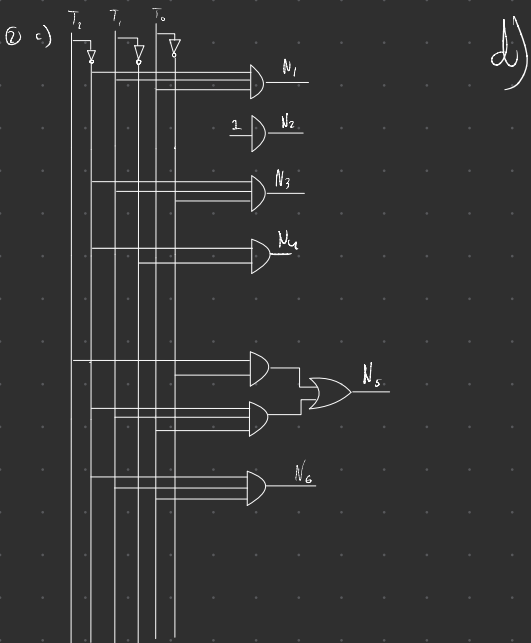 ② c)
T₂ T₁ T₀
d)
N₁
1 N₂
N₃
N₄
N₅
N₆